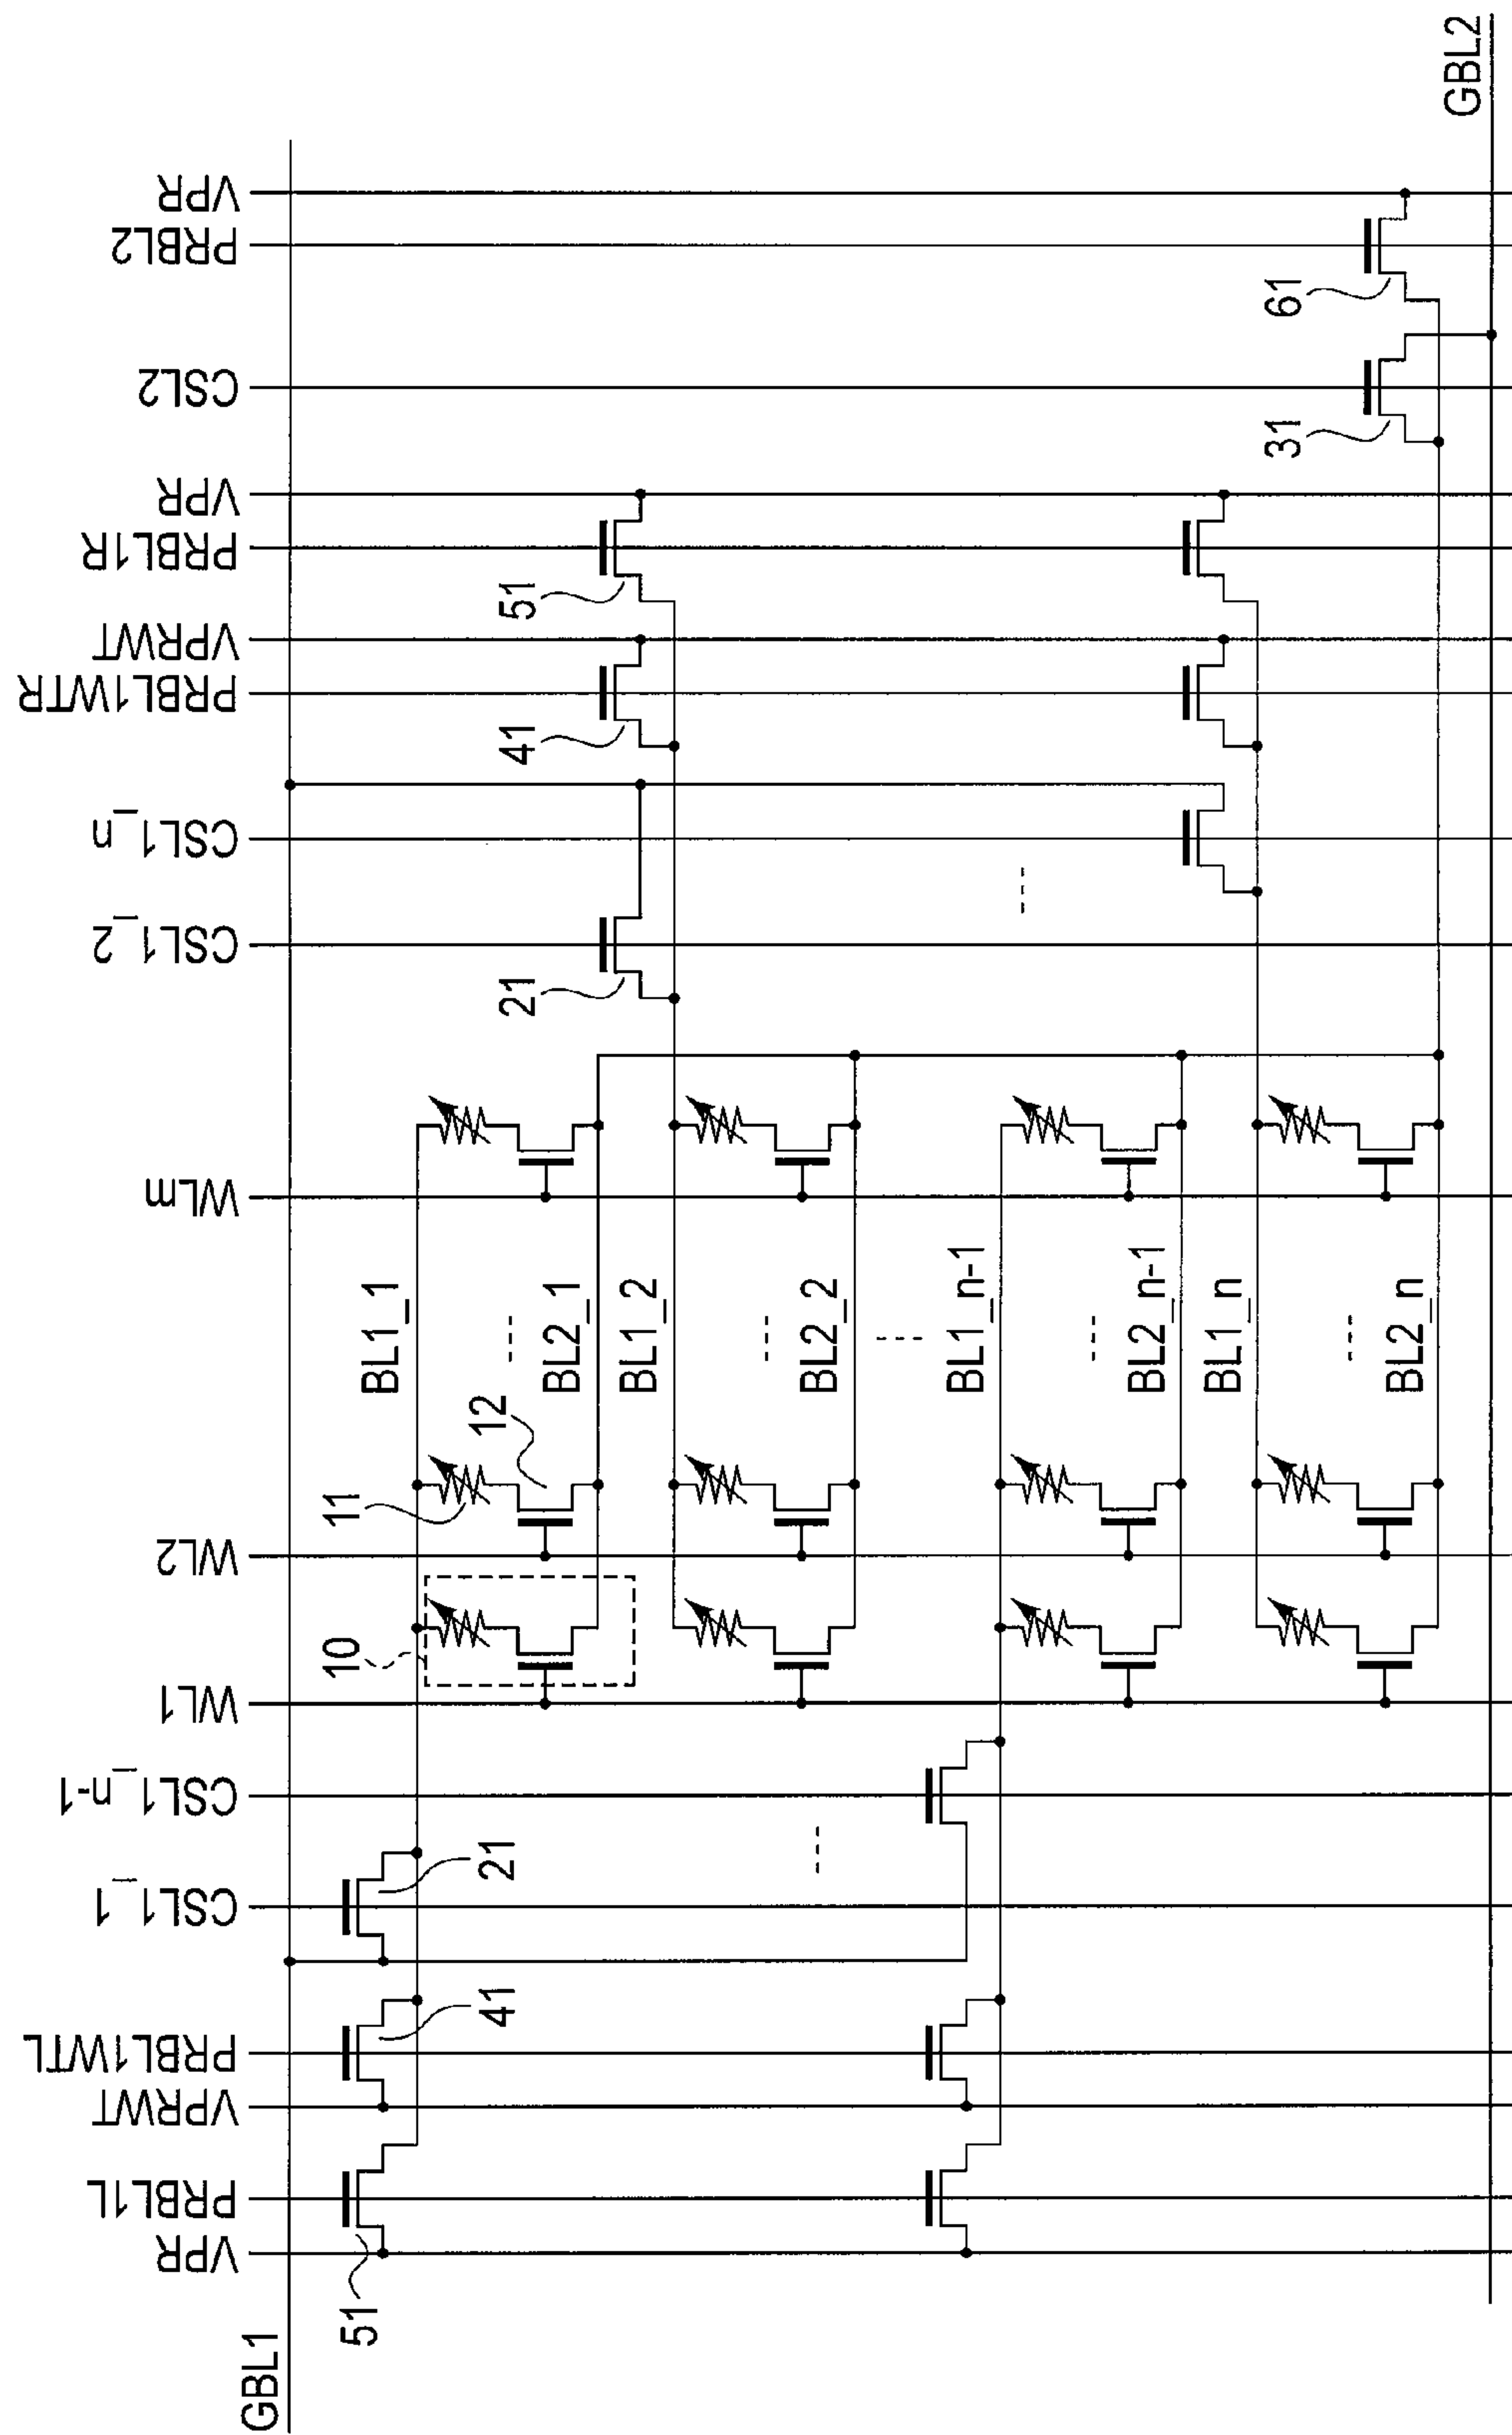 GBL1
VPR
PRBL1L
VPRWT
PRBL1WTL
CSL1_1
CSL1_n-1
WL1
WL2
WLm
CSL1_2
CSL1_n
PRBL1WTR
VPRWT
PRBL1R
VPR
CSL2
PRBL2
VPR
51
41
21
10
11
12
BL1_1
BL2_1
BL1_2
BL2_2
BL1_n-1
BL2_n-1
BL1_n
BL2_n
21
41
51
31
61
GBL2